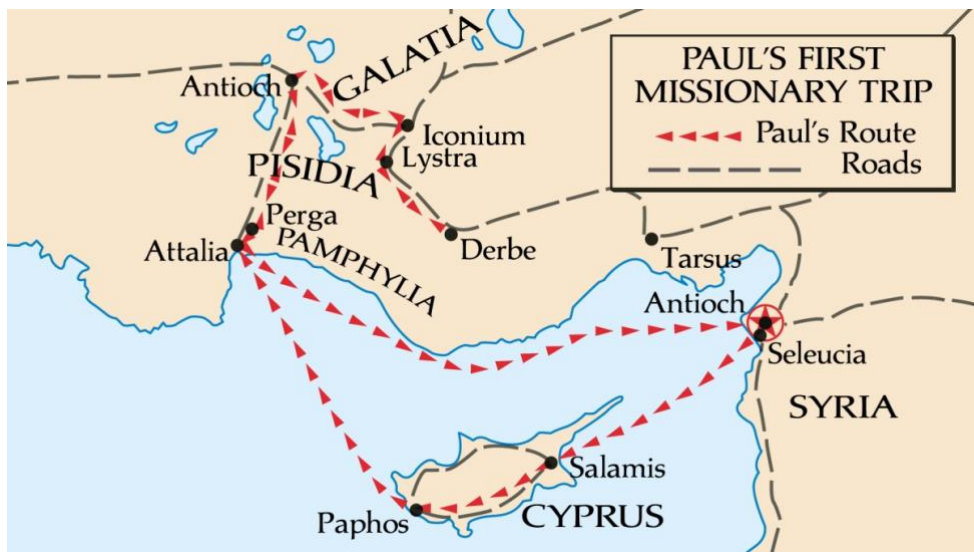 PAUL'S FIRST
MISSIONARY TRIP
Paul's Route
Roads
GALATIA
Antioch
Iconium
Lystra
PISIDIA
Perga
Attalia
PAMPHYLIA
Derbe
Tarsus
Antioch
Seleucia
SYRIA
Salamis
Paphos
CYPRUS